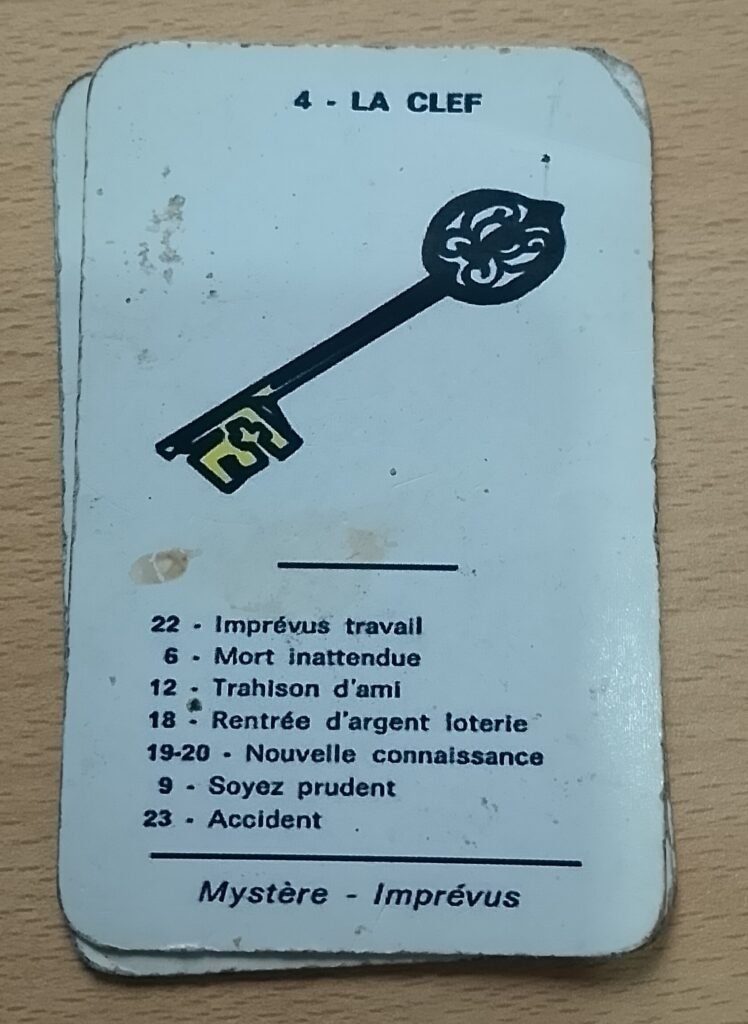 4 - LA CLEF
22 - Imprévus travail
6 - Mort inattendue
12 - Trahison d'ami
18 - Rentrée d'argent loterie
19-20 - Nouvelle connaissance
9 - Soyez prudent
23 - Accident
Mystère - Imprévus